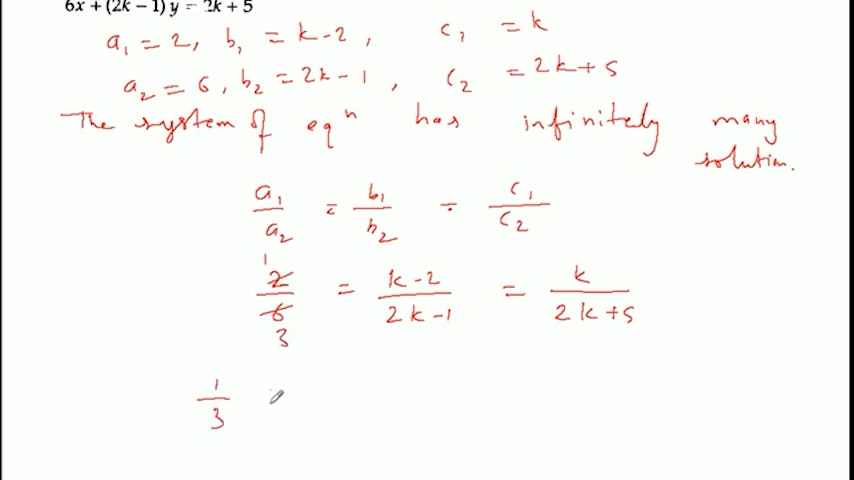 6x + (2k – 1) y = 2k + 5
a₁ = 2, b₁ = k-2, c₁ = k
a₂ = 6, b₂ = 2k-1, c₂ = 2k+5
The system of eqⁿ has infinitely many
solution.
a₁/a₂ = b₁/b₂ = c₁/c₂
1
2/6 = k-2/2k-1 = k/2k+5
3
1/3